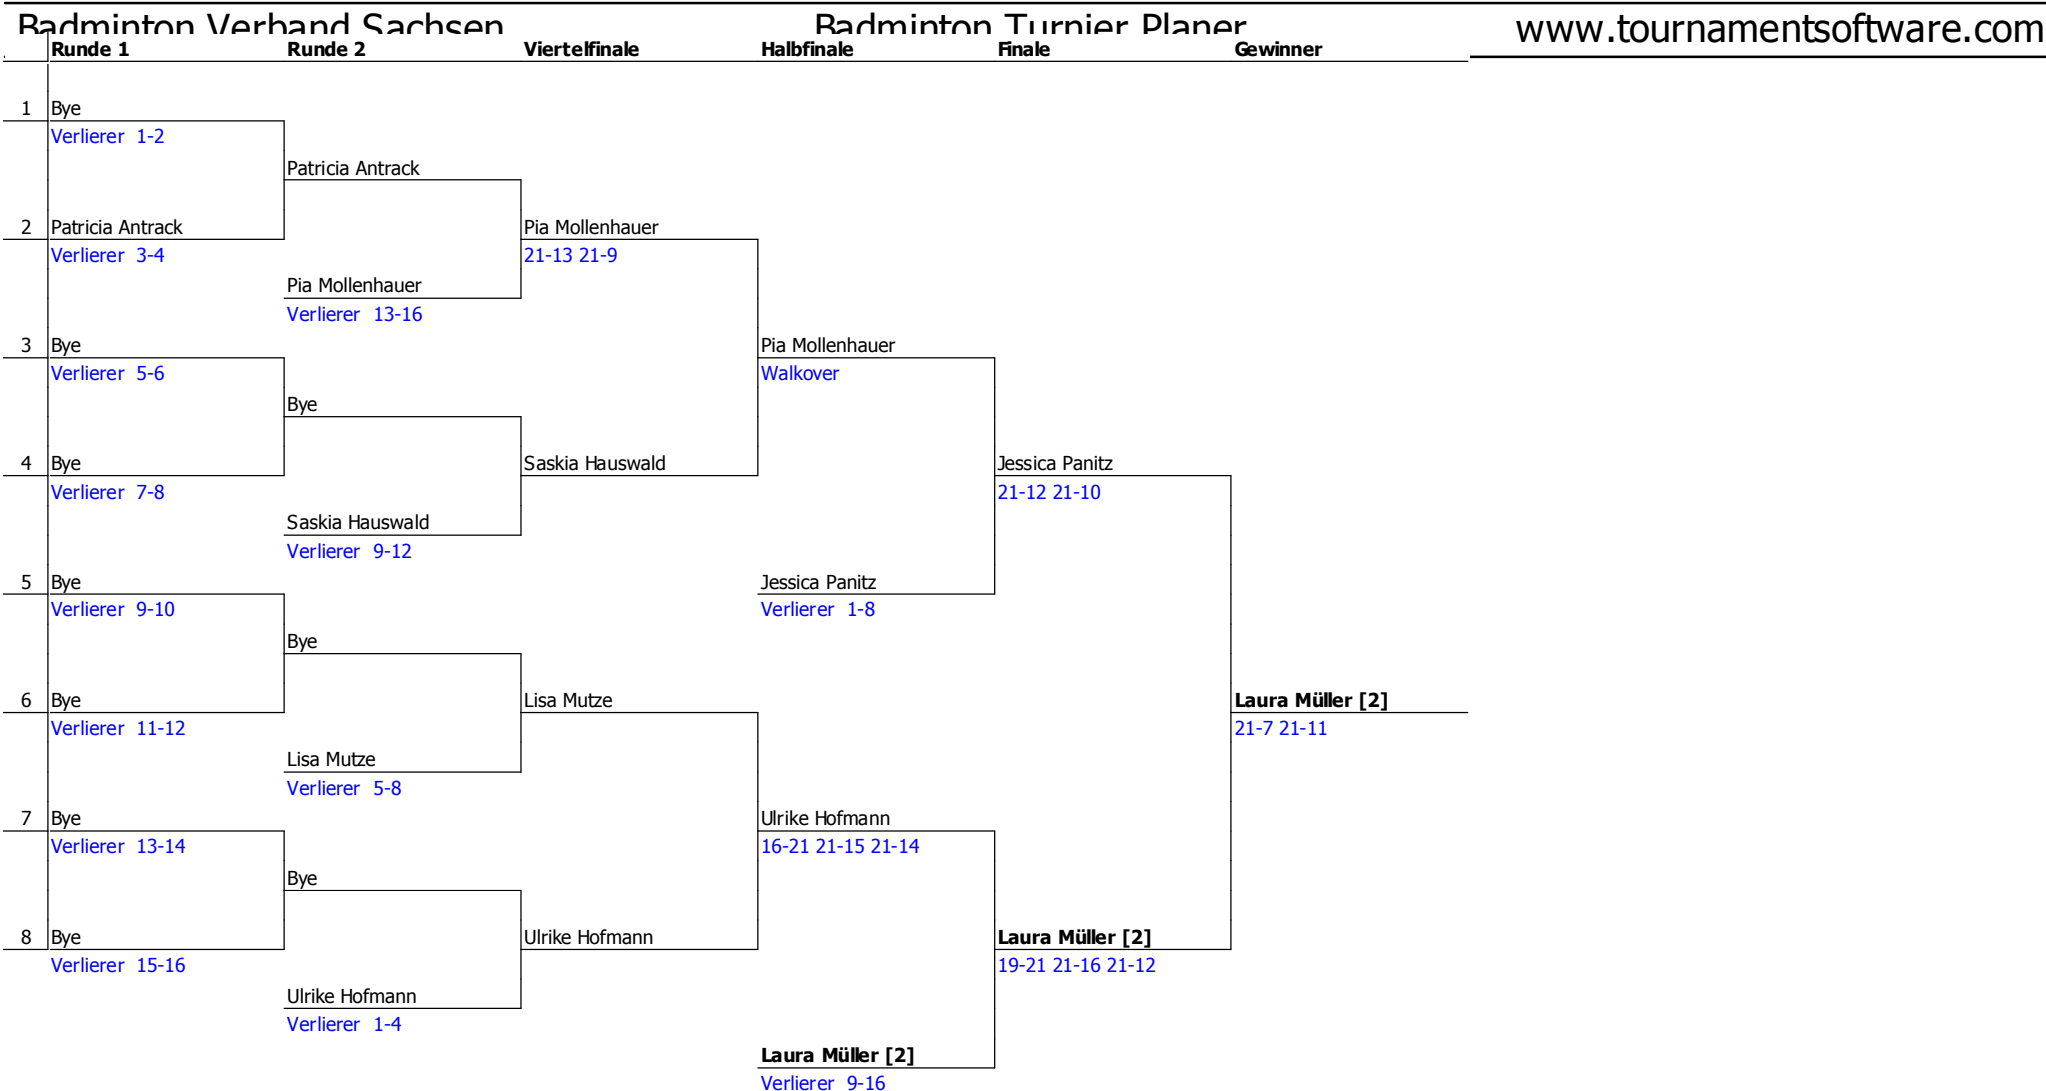 Badminton Verband Sachsen Badminton Turnier Planer www.tournamentsoftware.com
Runde 1 Runde 2 Viertelfinale Halbfinale Finale Gewinner
1 Bye
Verlierer 1-2
Patricia Antrack
2 Patricia Antrack Pia Mollenhauer
Verlierer 3-4 21-13 21-9
Pia Mollenhauer
Verlierer 13-16
3 Bye Pia Mollenhauer
Verlierer 5-6 Walkover
Bye
4 Bye Saskia Hauswald Jessica Panitz
Verlierer 7-8 21-12 21-10
Saskia Hauswald
Verlierer 9-12
5 Bye Jessica Panitz
Verlierer 9-10 Verlierer 1-8
Bye
6 Bye Lisa Mutze Laura Müller [2]
Verlierer 11-12 21-7 21-11
Lisa Mutze
Verlierer 5-8
7 Bye Ulrike Hofmann
Verlierer 13-14 16-21 21-15 21-14
Bye
8 Bye Ulrike Hofmann Laura Müller [2]
Verlierer 15-16 19-21 21-16 21-12
Ulrike Hofmann
Verlierer 1-4
Laura Müller [2]
Verlierer 9-16